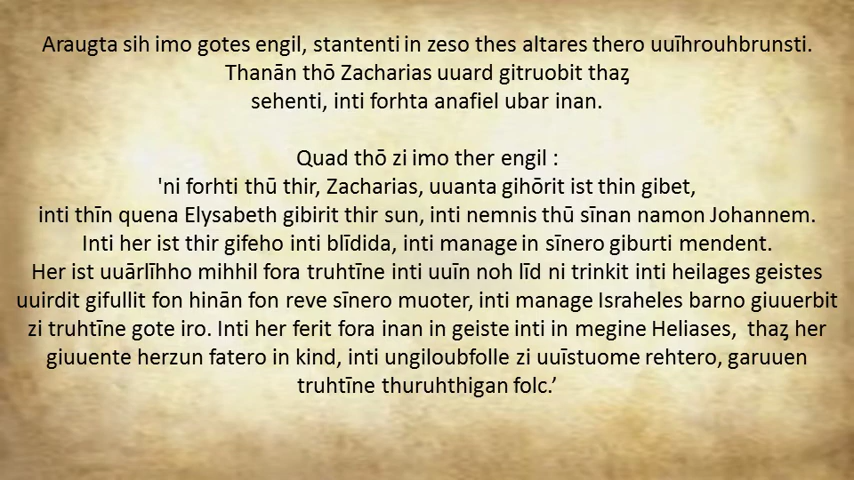 Araugta sih imo gotes engil, stantenti in zeso thes altares thero uuīhrouhbrunsti.
Thanān thō Zacharias uuard gitruobit thaʒ
sehenti, inti forhta anafiel ubar inan.
Quad thō zi imo ther engil :
'ni forhti thū thir, Zacharias, uuanta gihōrit ist thin gibet,
inti thīn quena Elysabeth gibirit thir sun, inti nemnis thū sīnan namon Johannem.
Inti her ist thir gifeho inti blīdida, inti manage in sīnero giburti mendent.
Her ist uuārlīhho mihhil fora truhtīne inti uuīn noh līd ni trinkit inti heilages geistes
uuirdit gifullit fon hinān fon reve sīnero muoter, inti manage Israheles barno giuuerbit
zi truhtīne gote iro. Inti her ferit fora inan in geiste inti in megine Heliases, thaʒ her
giuuente herzun fatero in kind, inti ungiloubfolle zi uuīstuome rehtero, garuuen
truhtīne thuruhthigan folc.’